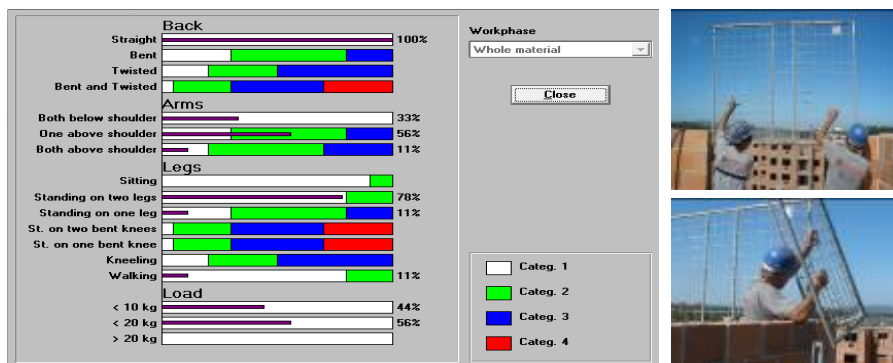 Back
Straight 100%
Bent
Twisted
Bent and Twisted
Arms
Both below shoulder 33%
One above shoulder 56%
Both above shoulder 11%
Legs
Sitting
Standing on two legs 78%
Standing on one leg 11%
St. on two bent knees
St. on one bent knee
Kneeling
Walking 11%
Load
< 10 kg 44%
< 20 kg 56%
> 20 kg
Workphase
Whole material
Close
Categ. 1
Categ. 2
Categ. 3
Categ. 4